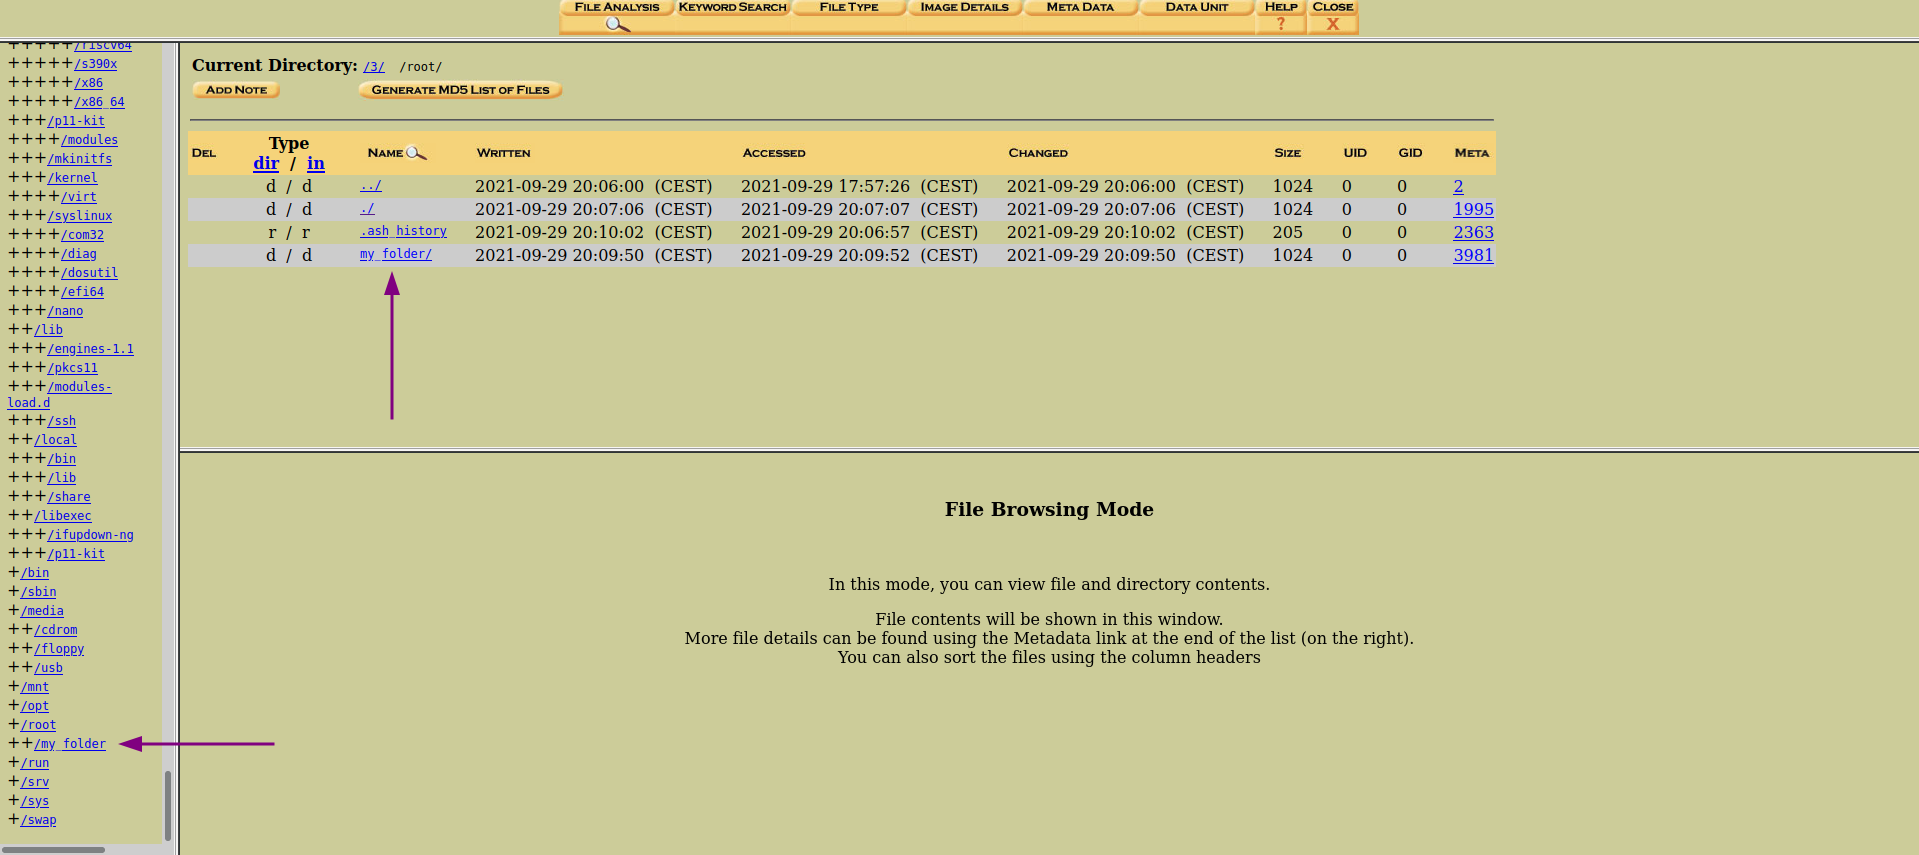 FILE ANALYSIS KEYWORD SEARCH FILE TYPE IMAGE DETAILS META DATA DATA UNIT HELP CLOSE
? X
+++++/riscv64
+++++/s390x
+++++/x86
+++++/x86_64
+++/p11-kit
++++/modules
+++/mkinitfs
+++/kernel
++++/virt
+++/syslinux
++++/com32
++++/diag
++++/dosutil
++++/efi64
+++/nano
++/lib
+++/engines-1.1
+++/pkcs11
+++/modules-
load.d
+++/ssh
++/local
+++/bin
+++/lib
+++/share
++/libexec
+++/ifupdown-ng
+++/p11-kit
+/bin
+/sbin
+/media
++/cdrom
++/floppy
++/usb
+/mnt
+/opt
+/root
++/my_folder
+/run
+/srv
+/sys
+/swap
Current Directory: /3/ /root/
ADD NOTE GENERATE MD5 LIST OF FILES
DEL Type dir / in NAME WRITTEN ACCESSED CHANGED SIZE UID GID META
d / d ../ 2021-09-29 20:06:00 (CEST) 2021-09-29 17:57:26 (CEST) 2021-09-29 20:06:00 (CEST) 1024 0 0 2
d / d ./ 2021-09-29 20:07:06 (CEST) 2021-09-29 20:07:07 (CEST) 2021-09-29 20:07:06 (CEST) 1024 0 0 1995
r / r .ash_history 2021-09-29 20:10:02 (CEST) 2021-09-29 20:06:57 (CEST) 2021-09-29 20:10:02 (CEST) 205 0 0 2363
d / d my_folder/ 2021-09-29 20:09:50 (CEST) 2021-09-29 20:09:52 (CEST) 2021-09-29 20:09:50 (CEST) 1024 0 0 3981
File Browsing Mode
In this mode, you can view file and directory contents.
File contents will be shown in this window.
More file details can be found using the Metadata link at the end of the list (on the right).
You can also sort the files using the column headers